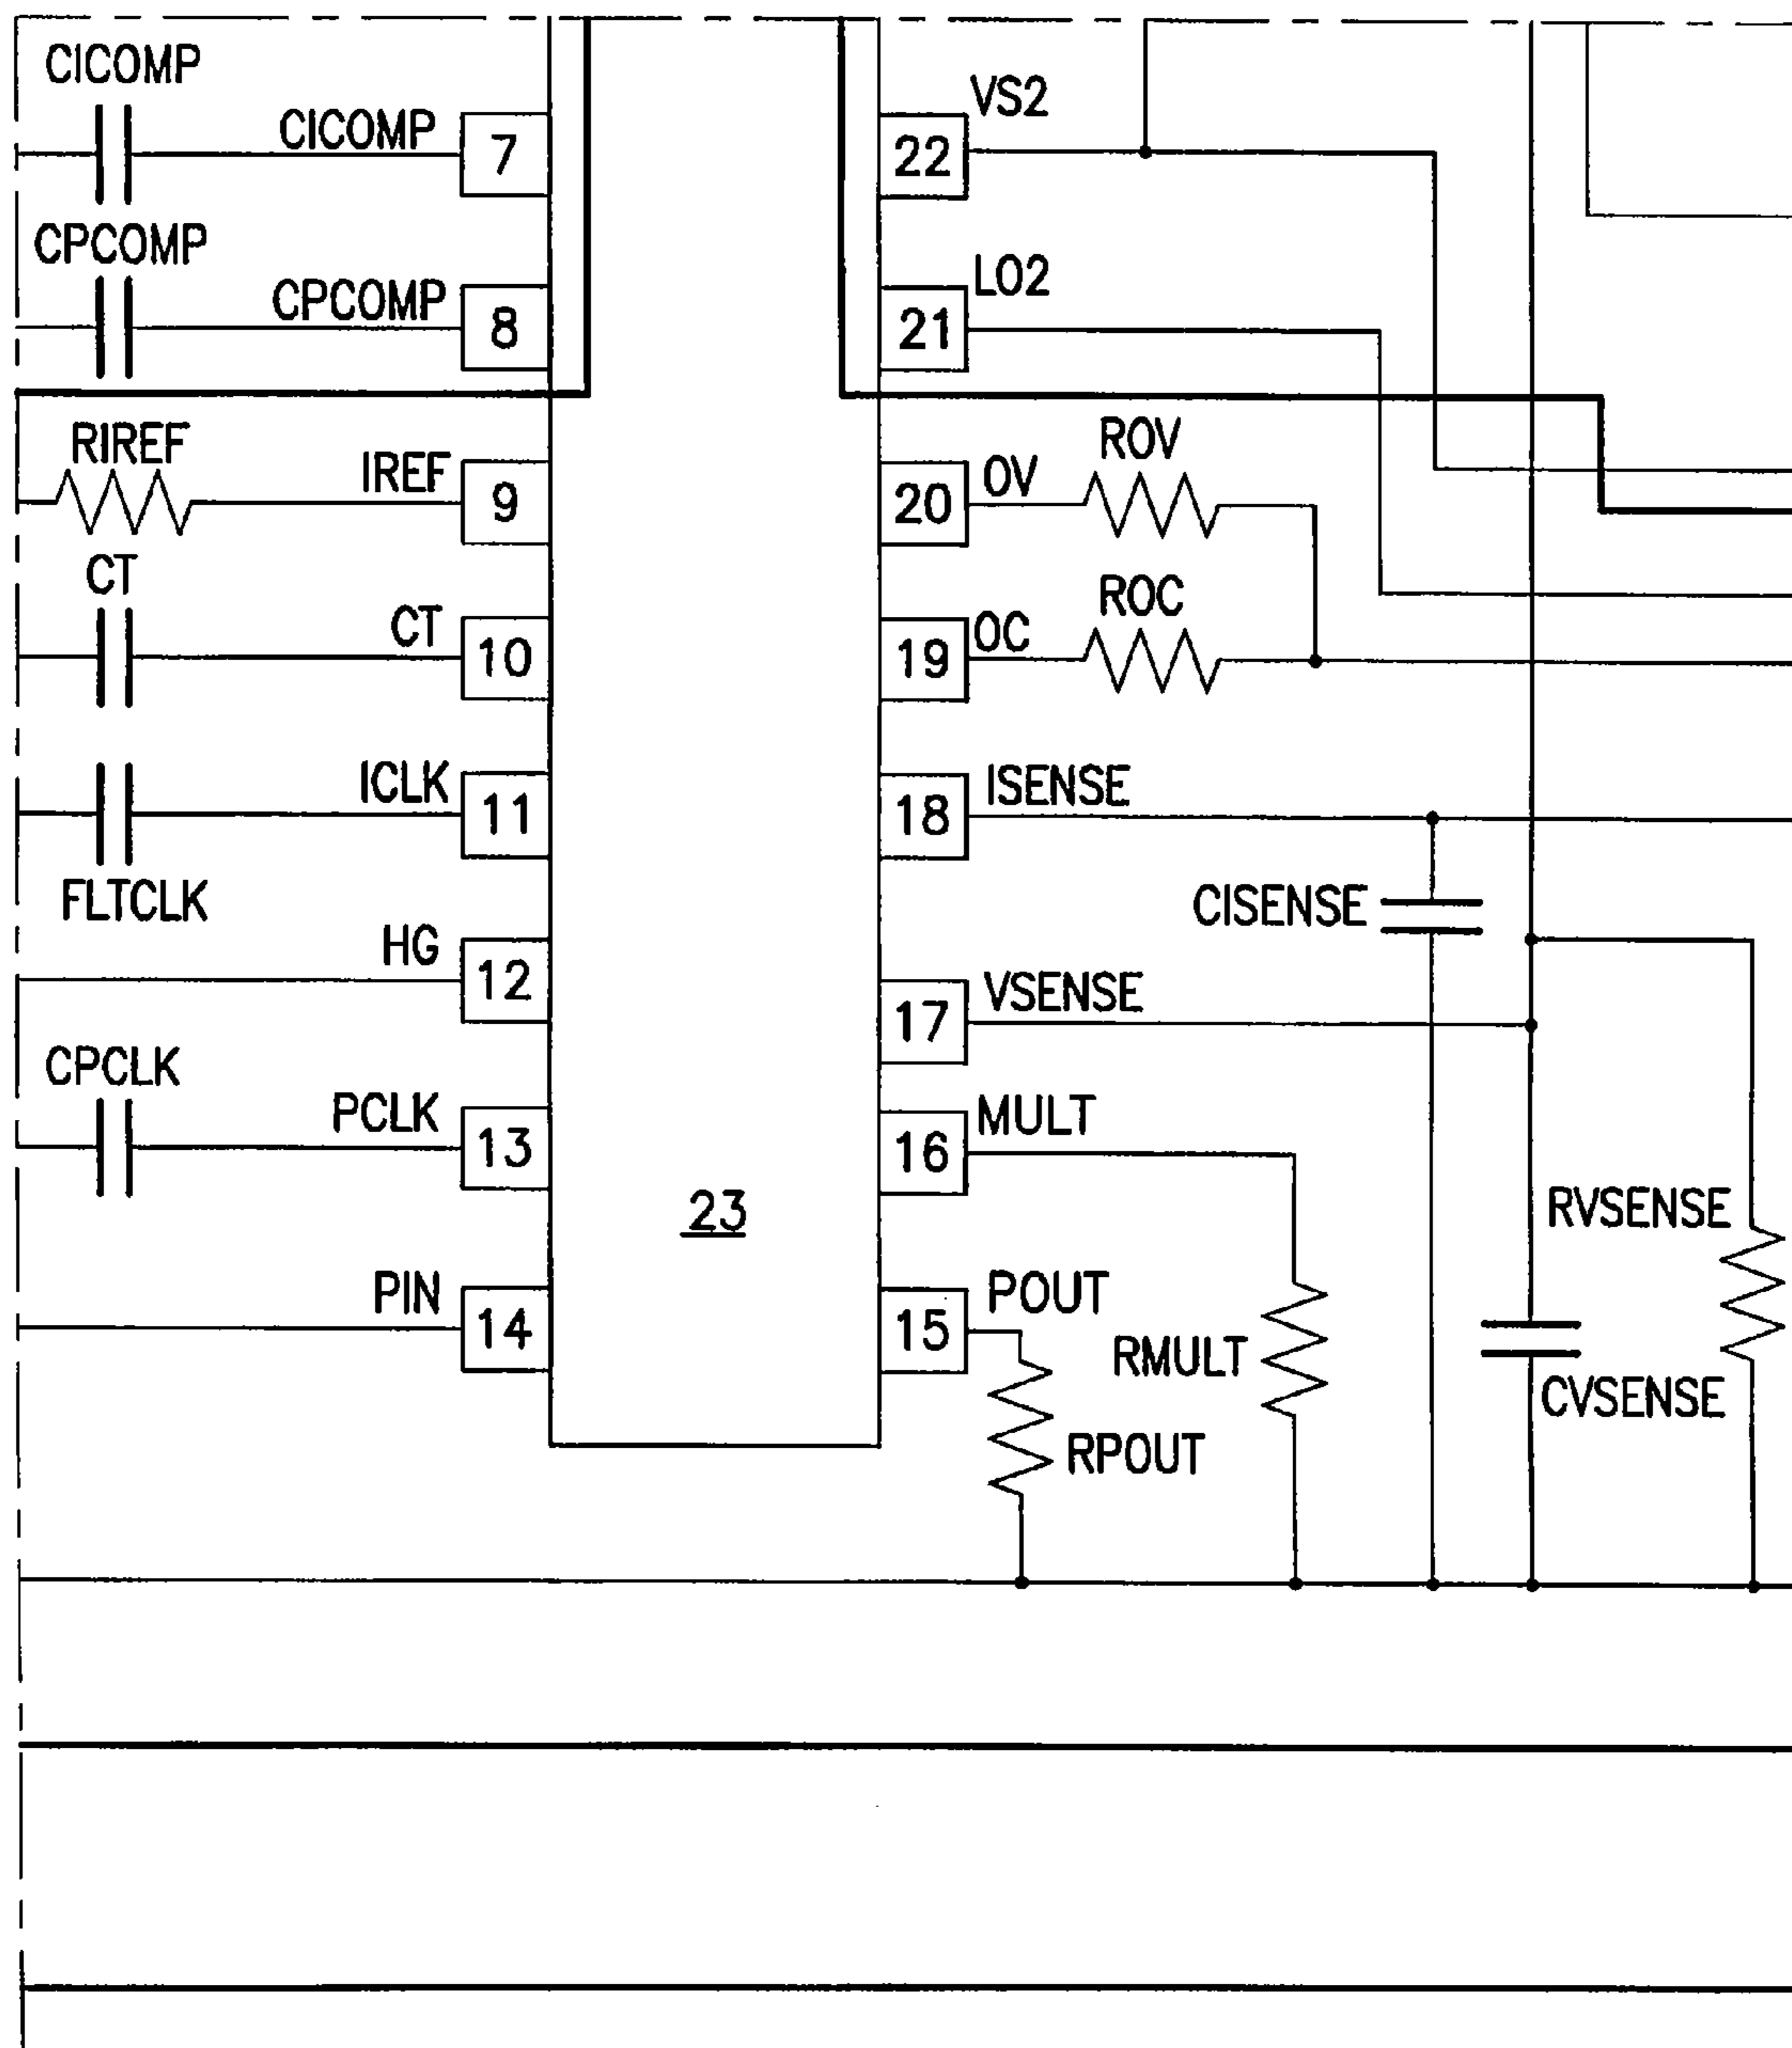 CICOMP
CICOMP
7
CPCOMP
CPCOMP
8
RIREF
IREF
9
CT
CT
10
ICLK
11
FLTCLK
HG
12
CPCLK
PCLK
13
PIN
14
23
VS2
22
LO2
21
ROV
OV
20
ROC
OC
19
ISENSE
18
CISENSE
VSENSE
17
MULT
16
RVSENSE
POUT
15
RMULT
CVSENSE
RPOUT